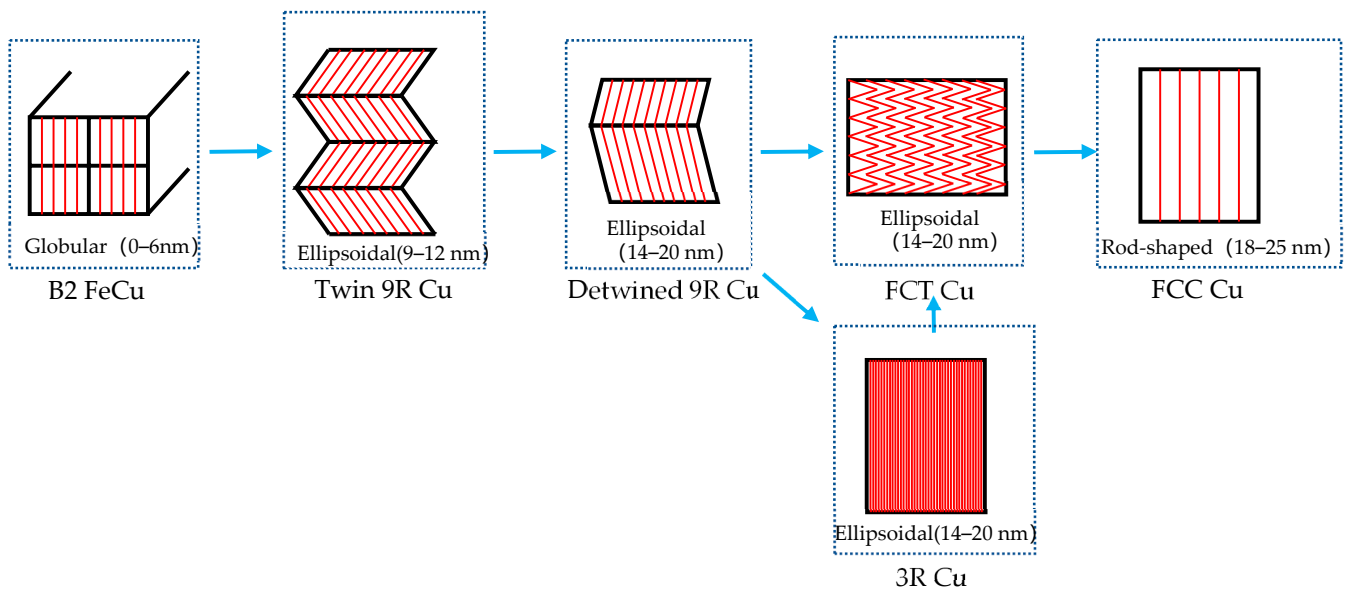 Globular（0–6nm）
B2 FeCu
Ellipsoidal(9–12 nm）
Twin 9R Cu
Ellipsoidal
（14–20 nm）
Detwined 9R Cu
Ellipsoidal
（14–20 nm）
FCT Cu
Rod-shaped（18–25 nm）
FCC Cu
Ellipsoidal(14–20 nm）
3R Cu